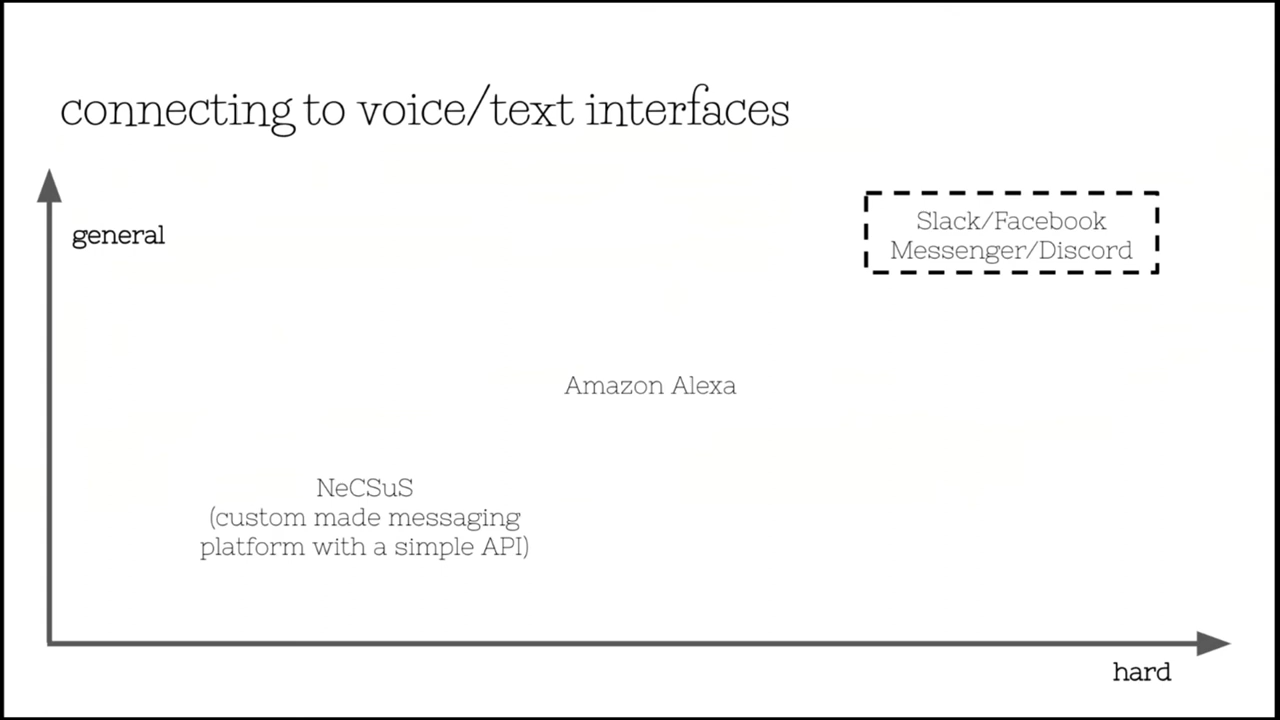 connecting to voice/text interfaces
general
Slack/Facebook
Messenger/Discord
Amazon Alexa
NeCSuS
(custom made messaging
platform with a simple API)
hard